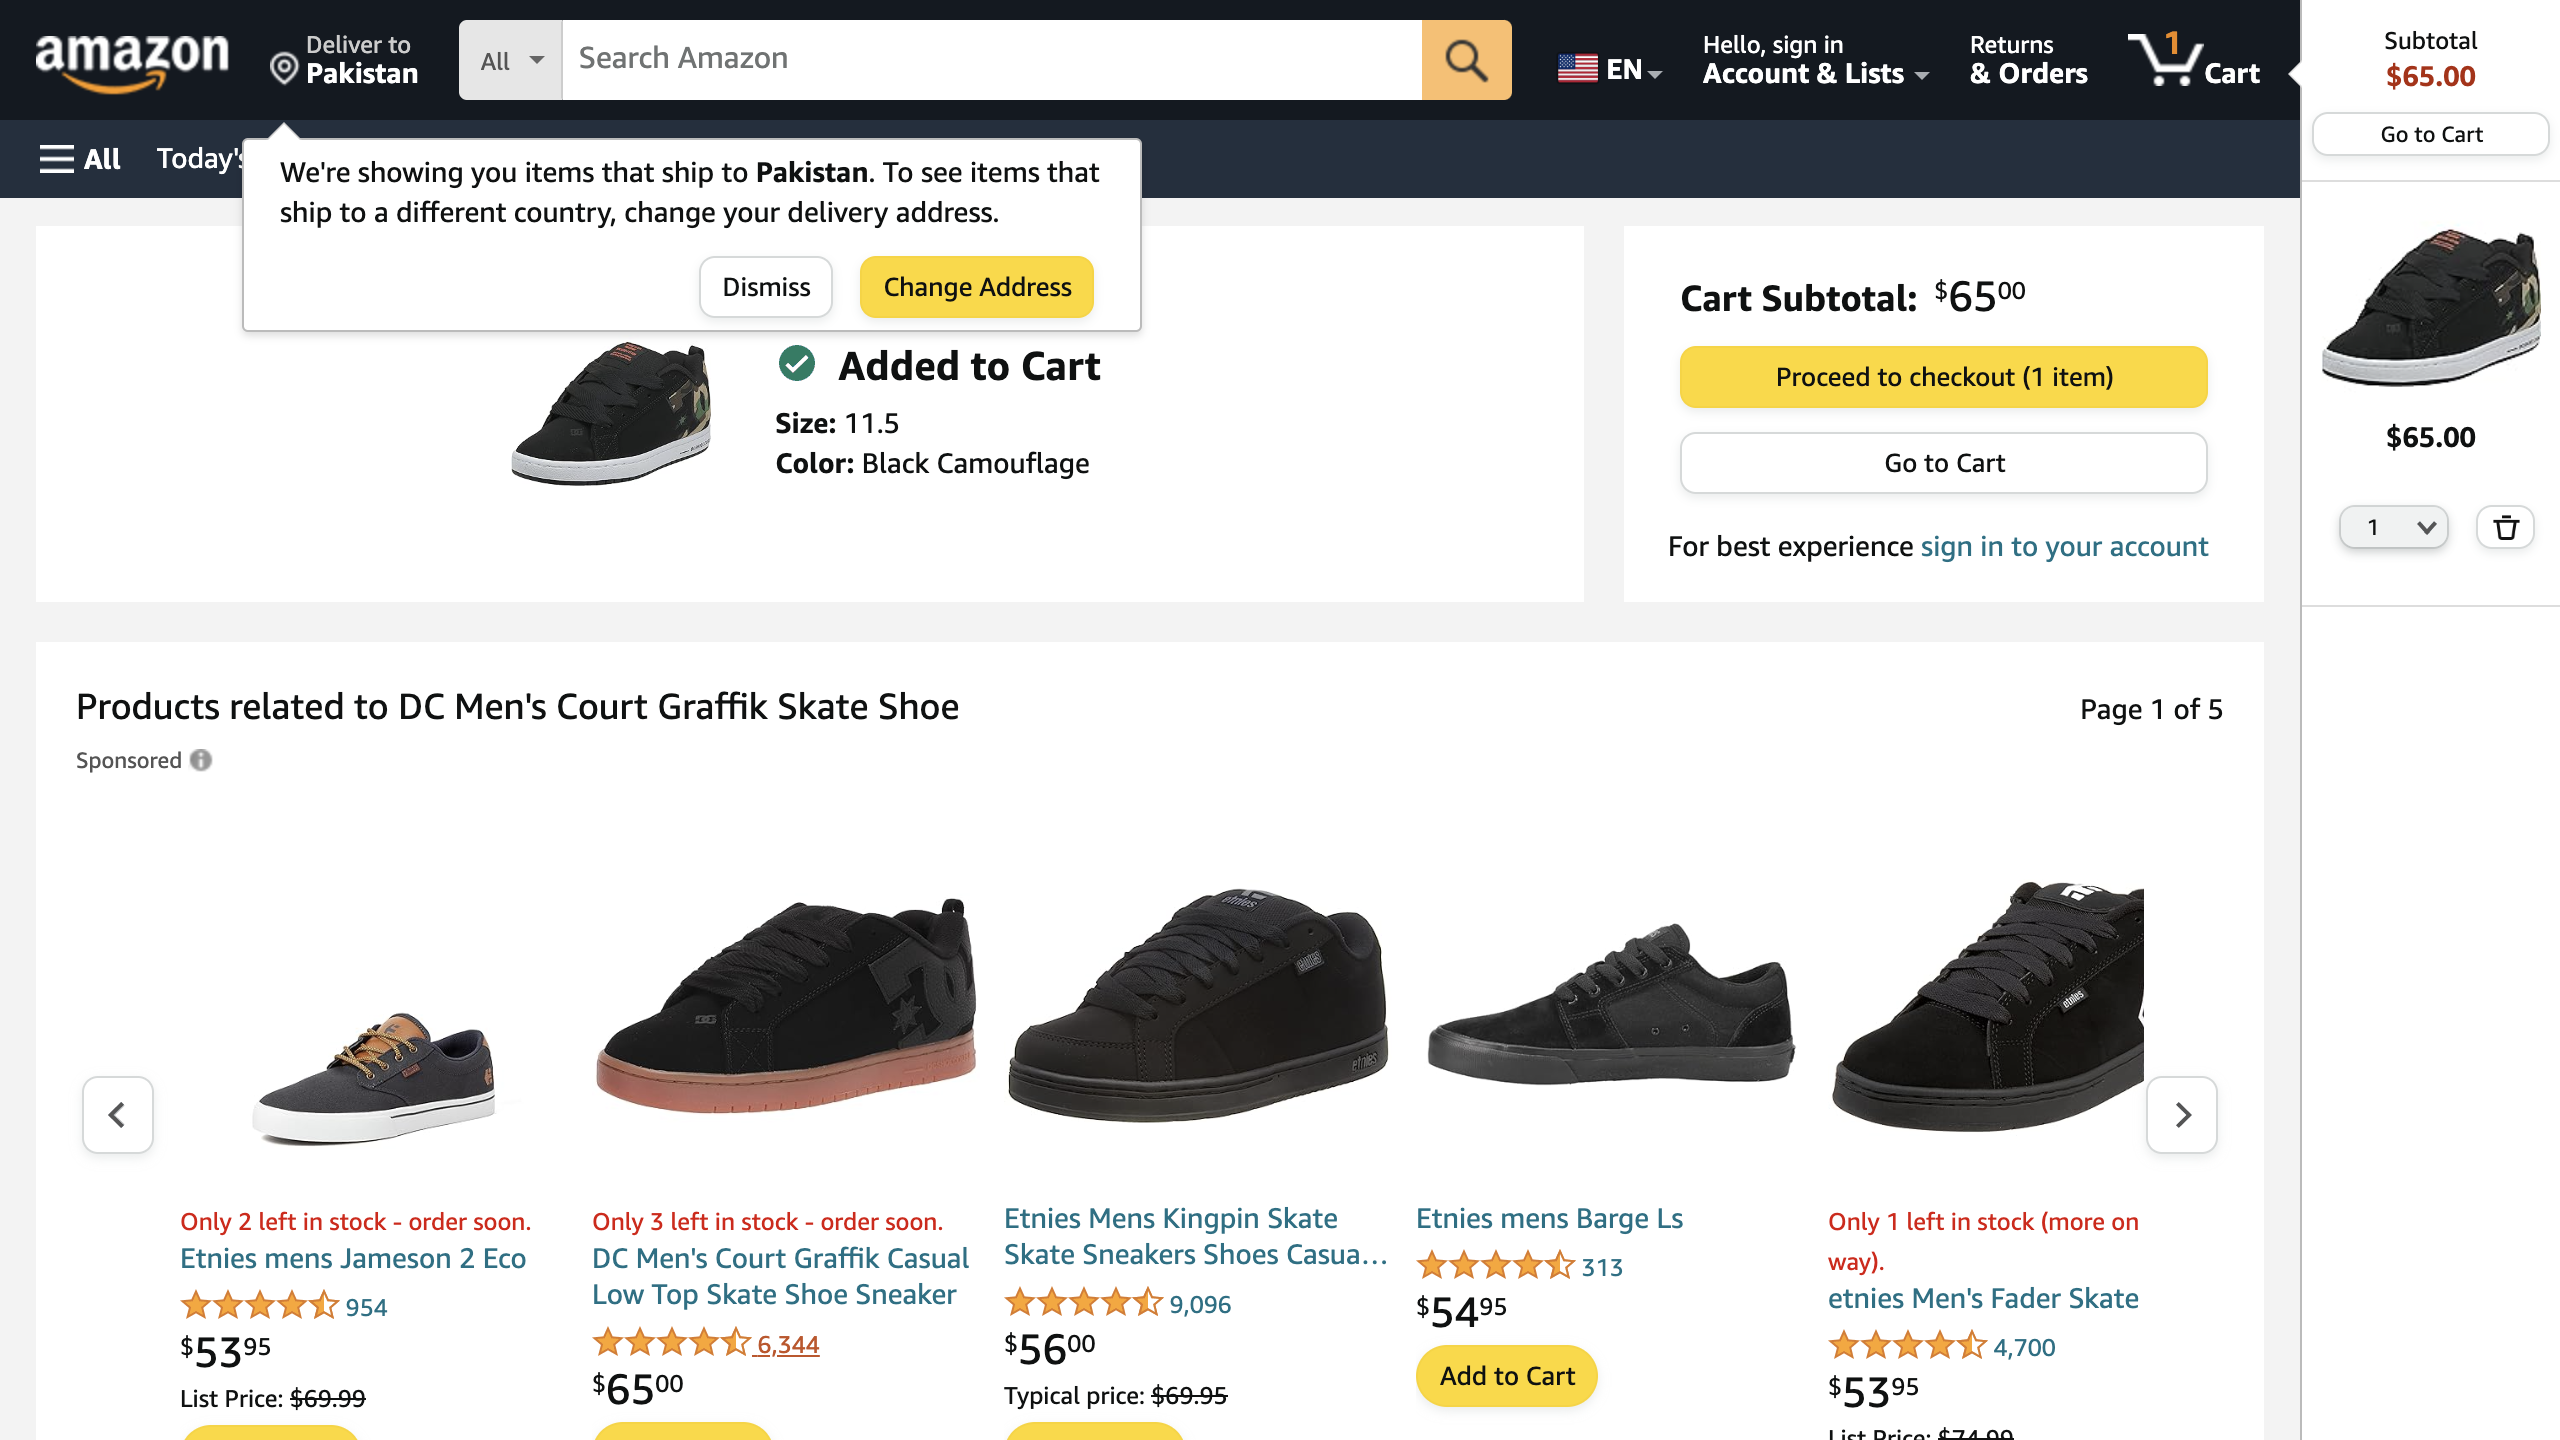 amazon
Deliver to
Pakistan
All
Search Amazon
EN
Hello, sign in
Account & Lists
Returns
& Orders
1
Cart
Subtotal
$65.00
Go to Cart
All
Today's
We're showing you items that ship to Pakistan. To see items that
ship to a different country, change your delivery address.
Dismiss
Change Address
Added to Cart
Size: 11.5
Color: Black Camouflage
Cart Subtotal: $65.00
Proceed to checkout (1 item)
Go to Cart
For best experience sign in to your account
$65.00
1
Products related to DC Men's Court Graffik Skate Shoe
Page 1 of 5
Sponsored
Only 2 left in stock - order soon.
Etnies mens Jameson 2 Eco
954
$53.95
List Price: $69.99
Only 3 left in stock - order soon.
DC Men's Court Graffik Casual
Low Top Skate Shoe Sneaker
6,344
$65.00
etnies
etnies
etnies
Etnies Mens Kingpin Skate
Skate Sneakers Shoes Casua...
9,096
$56.00
Typical price: $69.95
Etnies mens Barge Ls
313
$54.95
Add to Cart
etnies
Only 1 left in stock (more on
way).
etnies Men's Fader Skate
4,700
$53.95
List Price: $74.99